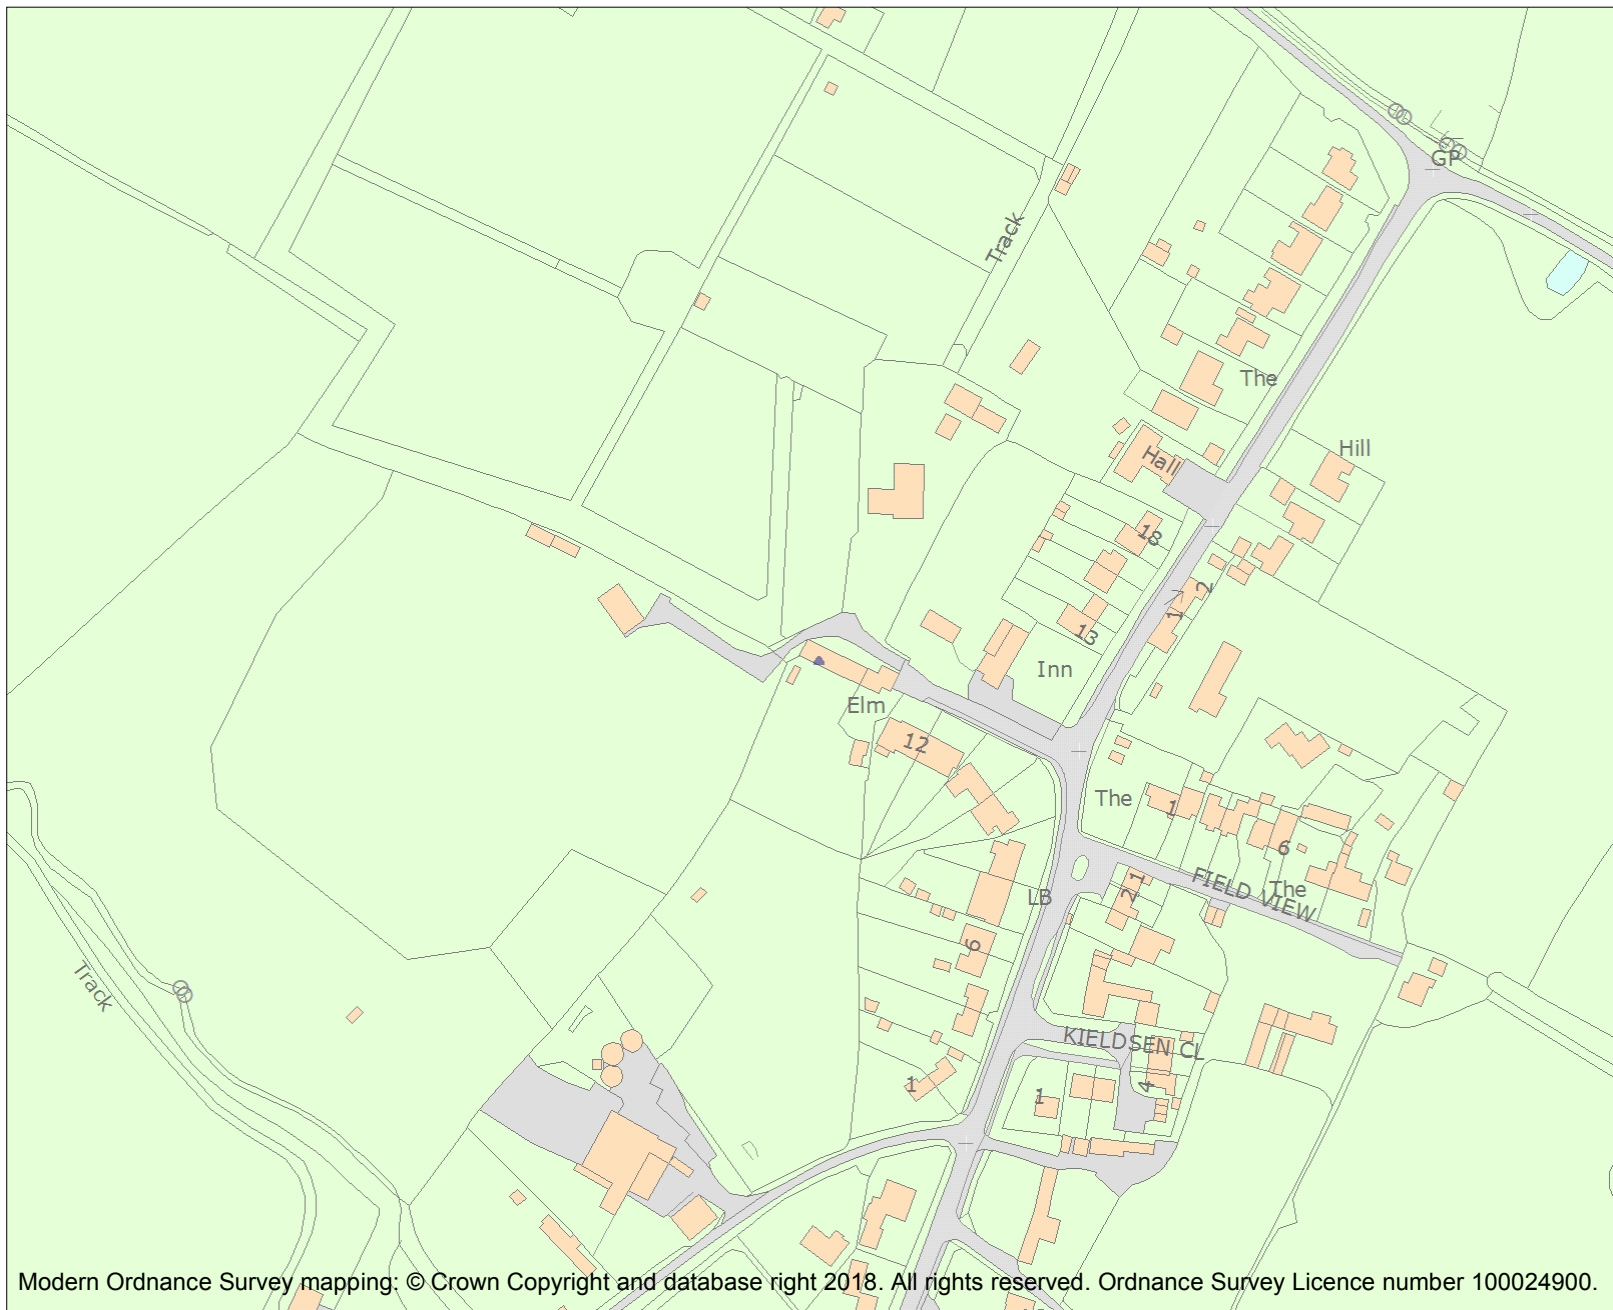 GP
Track
The
Hill
Hall
18
2
1
13
Inn
Elm
12
The
1
6
The
FIELD VIEW
1
2
LB
6
Track
KIELDSEN CL
4
1
1
Modern Ordnance Survey mapping: © Crown Copyright and database right 2018. All rights reserved. Ordnance Survey Licence number 100024900.